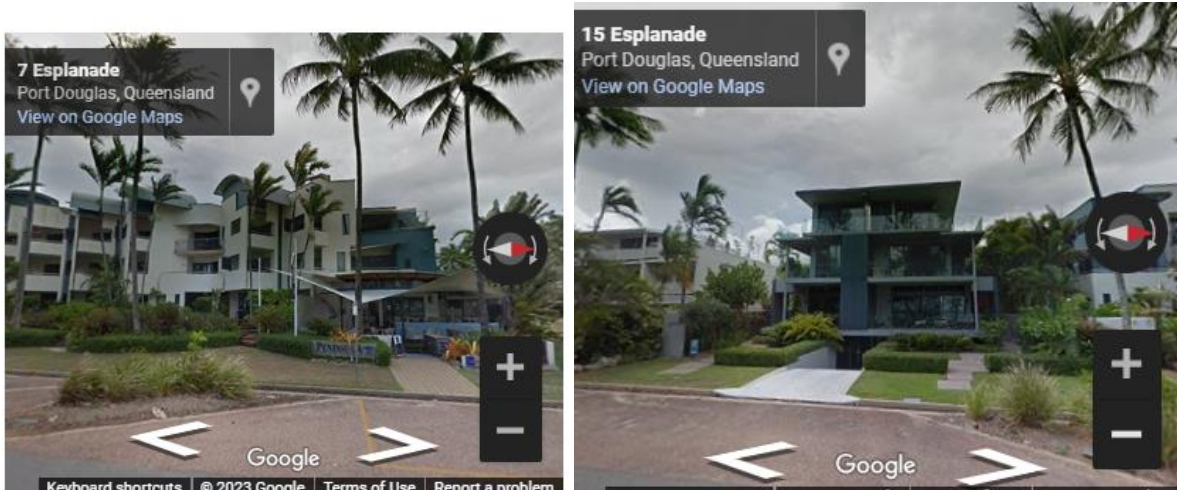 7 Esplanade
Port Douglas, Queensland
View on Google Maps
PENINSULA
Google
Keyboard shortcuts © 2023 Google Terms of Use Report a problem
15 Esplanade
Port Douglas, Queensland
View on Google Maps
Google